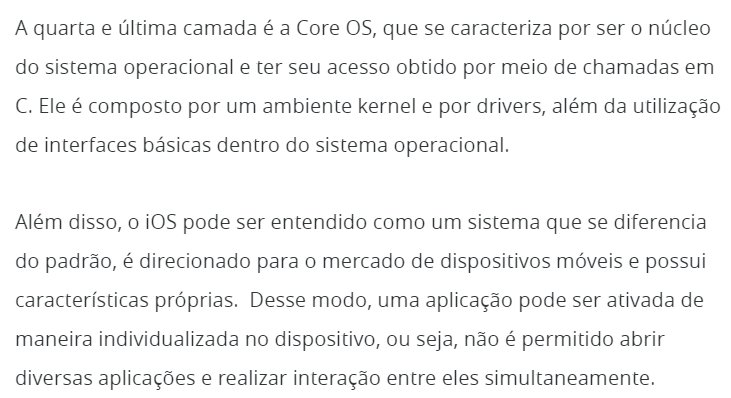 A quarta e última camada é a Core OS, que se caracteriza por ser o núcleo
do sistema operacional e ter seu acesso obtido por meio de chamadas em
C. Ele é composto por um ambiente kernel e por drivers, além da utilização
de interfaces básicas dentro do sistema operacional.
Além disso, o iOS pode ser entendido como um sistema que se diferencia
do padrão, é direcionado para o mercado de dispositivos móveis e possui
características próprias.  Desse modo, uma aplicação pode ser ativada de
maneira individualizada no dispositivo, ou seja, não é permitido abrir
diversas aplicações e realizar interação entre eles simultaneamente.